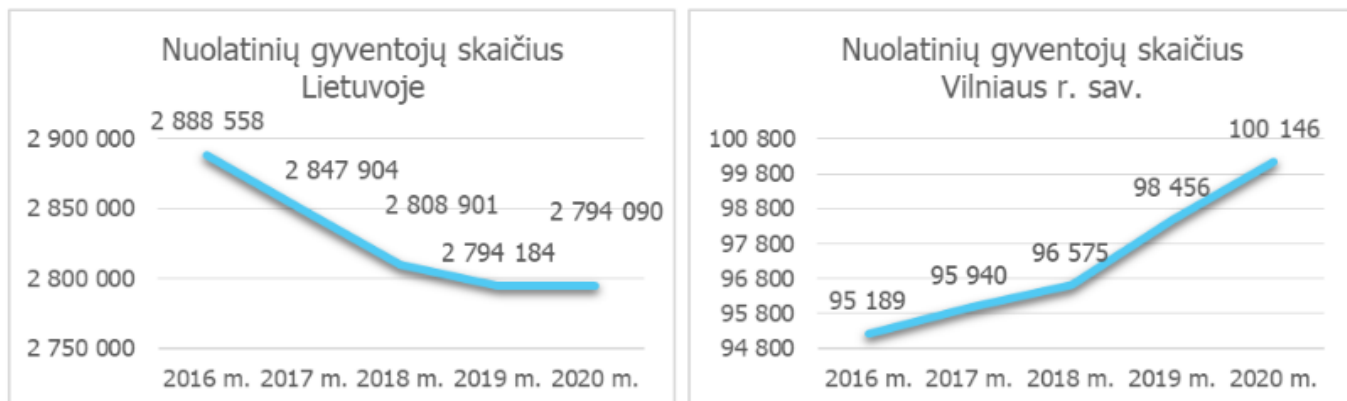 Nuolatinių gyventojų skaičius
Lietuvoje
2 888 558
2 900 000
2 847 904
2 850 000
2 808 901
2 794 090
2 794 184
2 800 000
2 750 000
2016 m. 2017 m. 2018 m. 2019 m. 2020 m.
Nuolatinių gyventojų skaičius
Vilniaus r. sav.
100 800
100 146
99 800
98 456
98 800
97 800
96 575
95 940
96 800
95 189
95 800
94 800
2016 m. 2017 m. 2018 m. 2019 m. 2020 m.